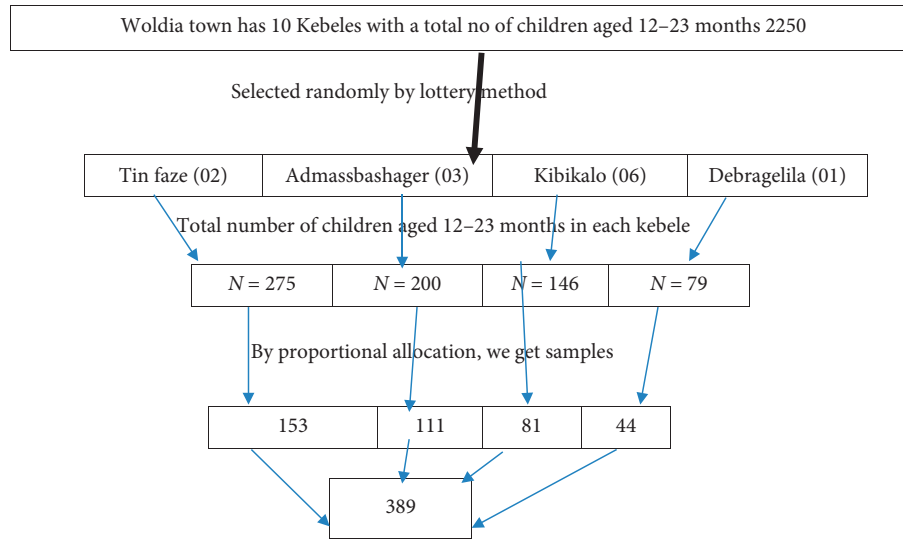 Woldia town has 10 Kebeles with a total no of children aged 12–23 months 2250
Selected randomly by lottery method
Tin faze (02) Admassbashager (03) Kibikalo (06) Debragelila (01)
Total number of children aged 12–23 months in each kebele
N = 275 N = 200 N = 146 N = 79
By proportional allocation, we get samples
153 111 81 44
389